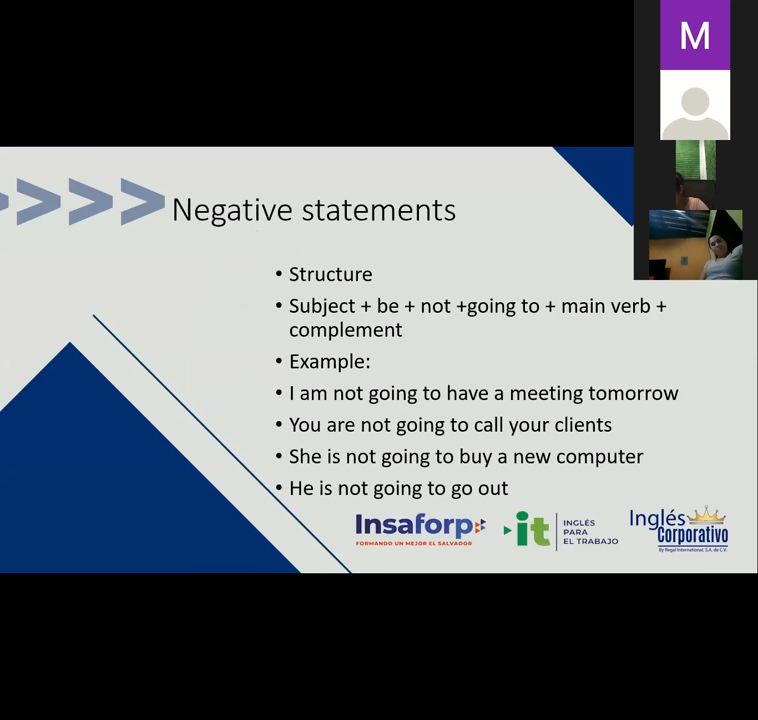 M
>>>> Negative statements
• Structure
• Subject + be + not +going to + main verb +
complement
• Example:
• I am not going to have a meeting tomorrow
• You are not going to call your clients
• She is not going to buy a new computer
• He is not going to go out
Insaforp
FORMANDO UN MEJOR EL SALVADOR
it
INGLÉS
PARA
EL TRABAJO
Inglés
Corporativo
By Regal International, S.A. de C.V.